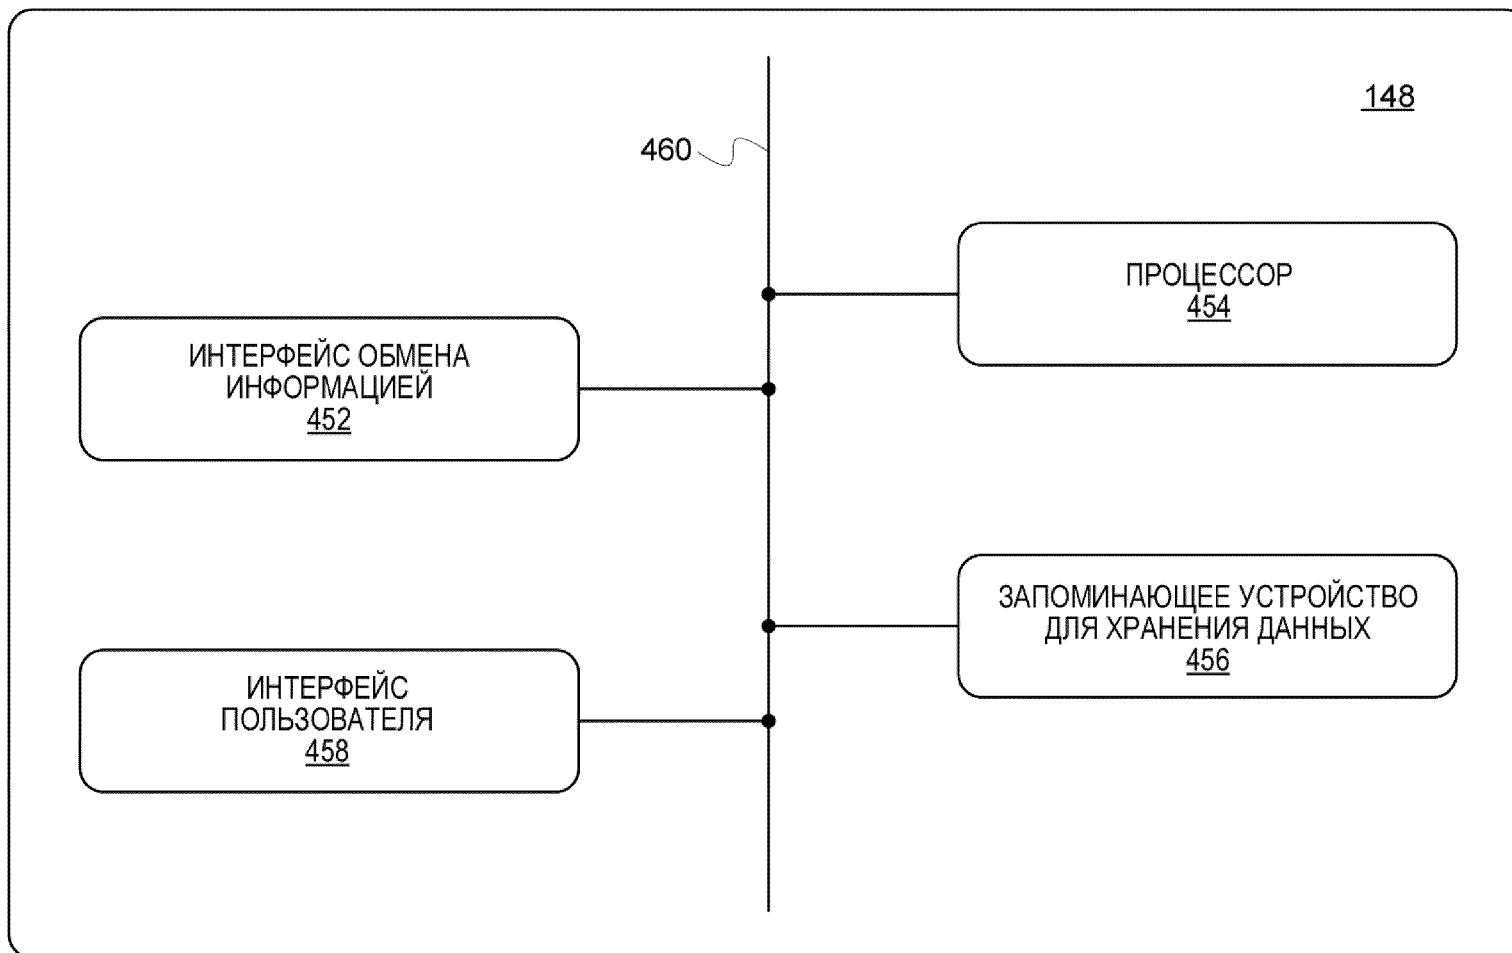 148
460
ПРОЦЕССОР
454
ИНТЕРФЕЙС ОБМЕНА
ИНФОРМАЦИЕЙ
452
ЗАПОМИНАЮЩЕЕ УСТРОЙСТВО
ДЛЯ ХРАНЕНИЯ ДАННЫХ
456
ИНТЕРФЕЙС
ПОЛЬЗОВАТЕЛЯ
458